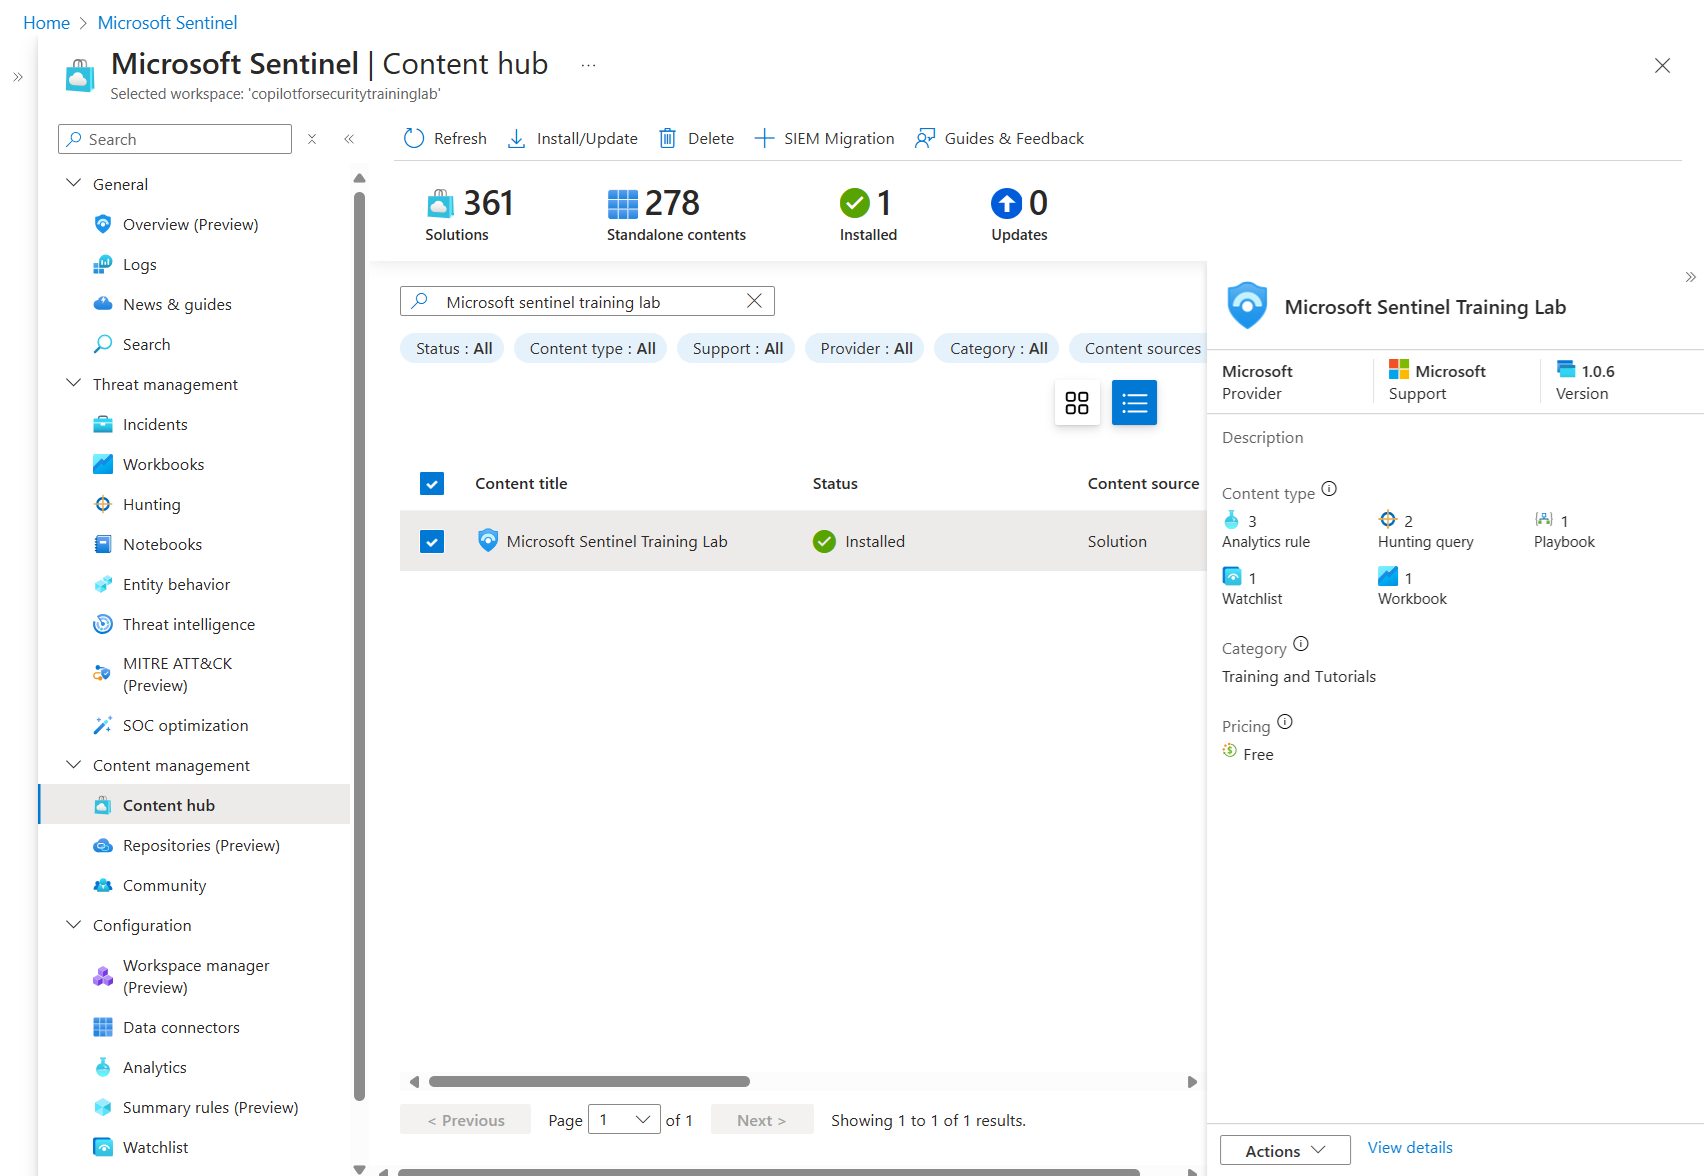 Home > Microsoft Sentinel
Microsoft Sentinel | Content hub ...
Selected workspace: 'copilotforsecuritytraininglab'
Search
Refresh Install/Update Delete SIEM Migration Guides & Feedback
General
Overview (Preview)
Logs
News & guides
Search
Threat management
Incidents
Workbooks
Hunting
Notebooks
Entity behavior
Threat intelligence
MITRE ATT&CK
(Preview)
SOC optimization
Content management
Content hub
Repositories (Preview)
Community
Configuration
Workspace manager
(Preview)
Data connectors
Analytics
Summary rules (Preview)
Watchlist
361 278 1 0
Solutions Standalone contents Installed Updates
Microsoft sentinel training lab
Status : All Content type : All Support : All Provider : All Category : All Content sources
Content title Status Content source
Microsoft Sentinel Training Lab Installed Solution
< Previous Page 1 of 1 Next > Showing 1 to 1 of 1 results.
Microsoft Sentinel Training Lab
Microsoft Microsoft 1.0.6
Provider Support Version
Description
Content type
3 2 1
Analytics rule Hunting query Playbook
1 1
Watchlist Workbook
Category
Training and Tutorials
Pricing
Free
Actions View details